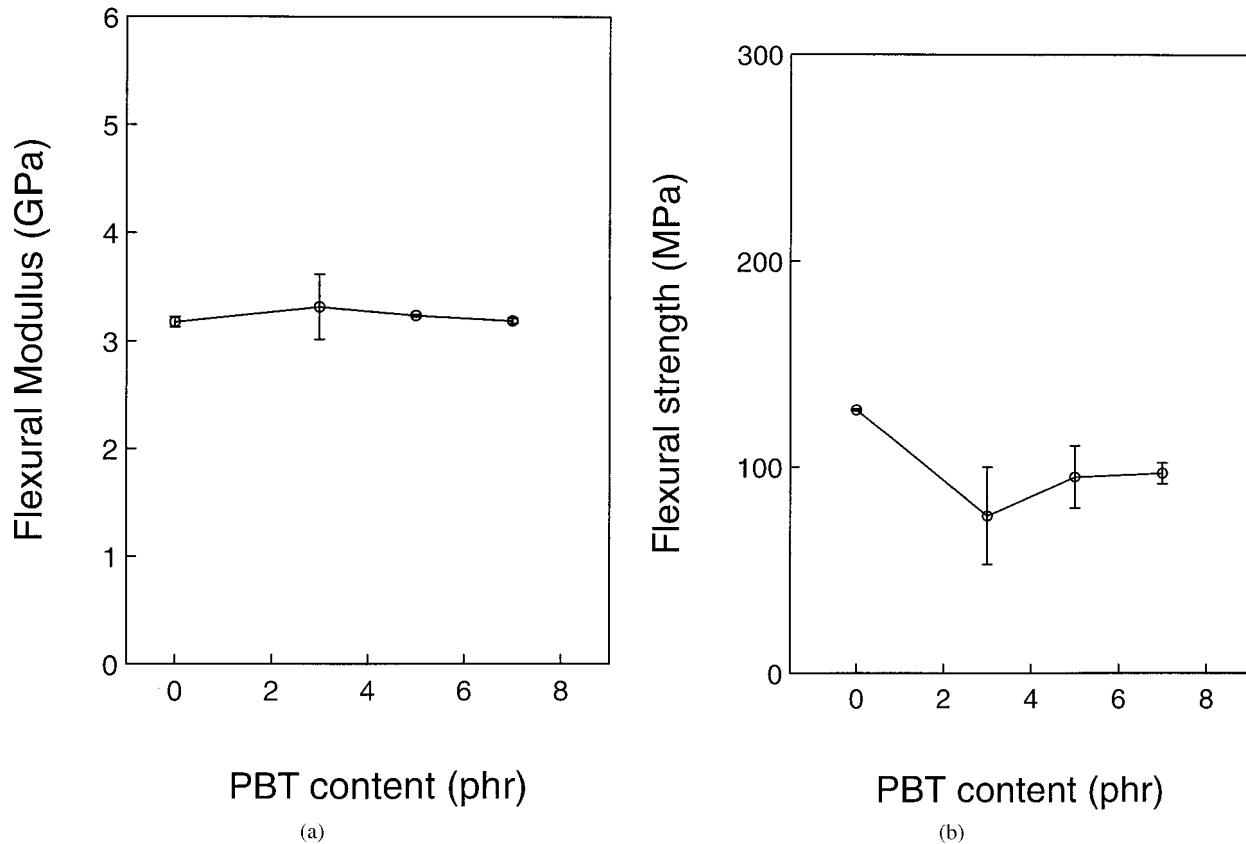 Flexural Modulus (GPa)
6
5
4
3
2
1
0
0 2 4 6 8
PBT content (phr)
(a)
Flexural strength (MPa)
300
200
100
0
0 2 4 6 8
PBT content (phr)
(b)